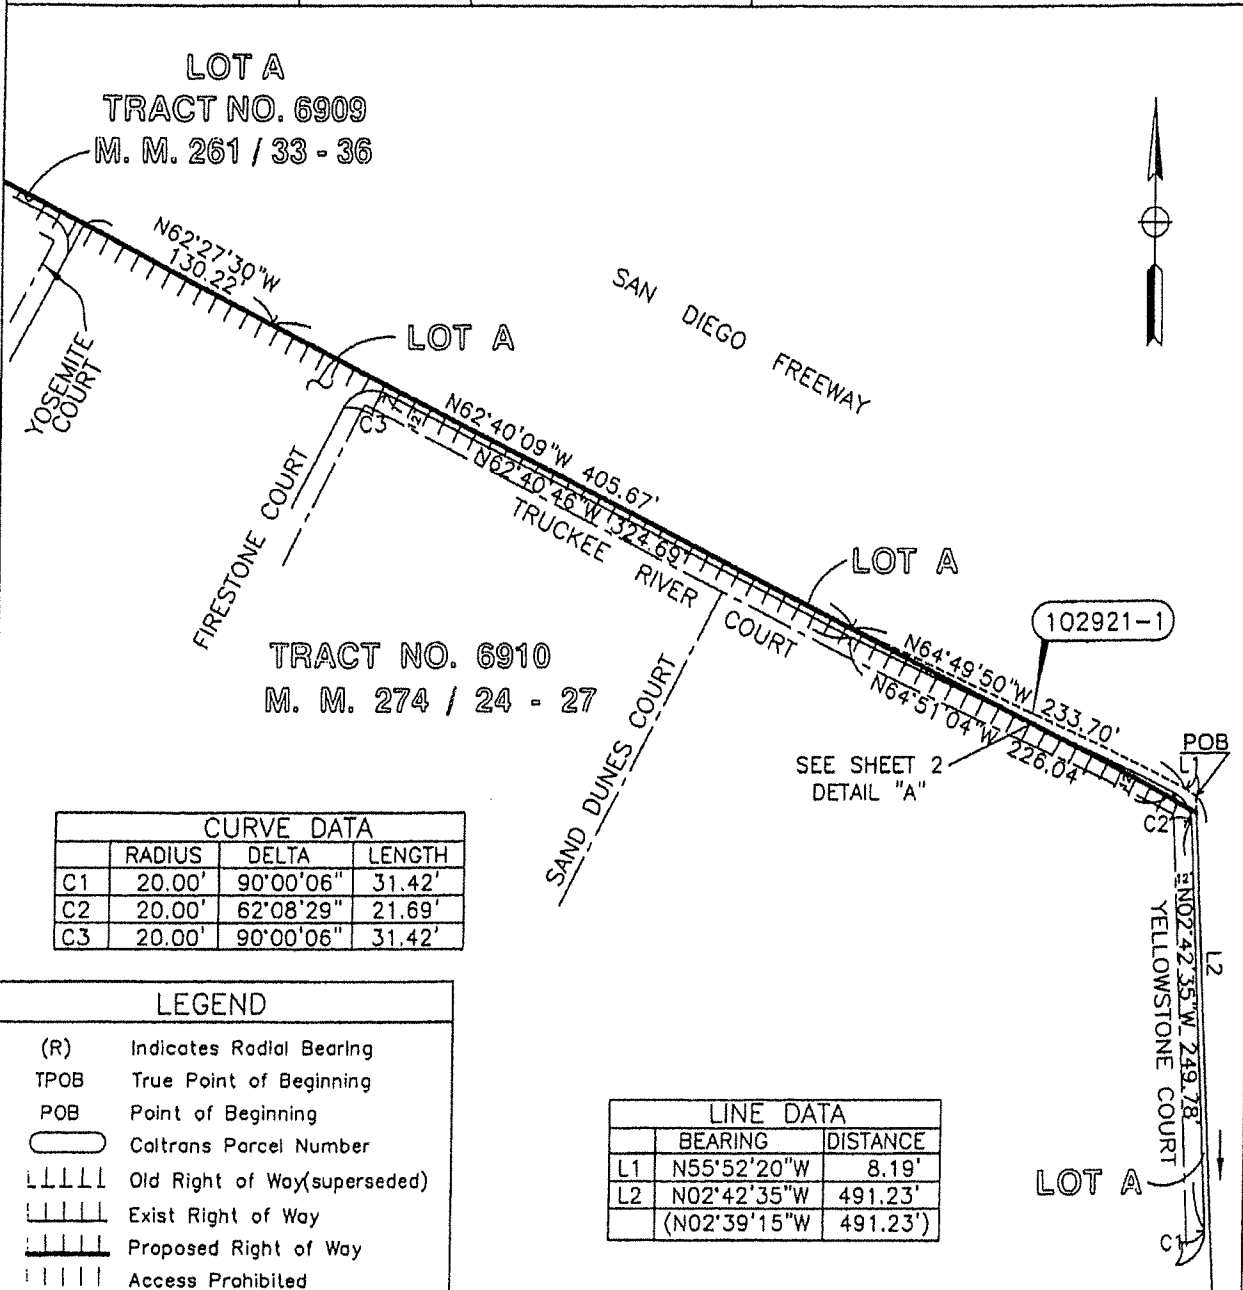 LOT A
TRACT NO. 6909
M. M. 261 / 33 - 36
N62°27'30"W
130.22'
SAN DIEGO FREEWAY
LOT A
YOSEMITE
COURT
C3
12'
N62°40'09"W 405.67'
N62°40'46"W 324.69'
TRUCKEE RIVER COURT
FIRESTONE COURT
LOT A
102921-1
TRACT NO. 6910
M. M. 274 / 24 - 27
N64°49'50"W 233.70'
N64°51'04"W 226.04'
SAND DUNES COURT
SEE SHEET 2
DETAIL "A"
POB
L1
12'
C2
12'
N02°42'35"W 249.78'
YELLOWSTONE COURT
L2
LOT A
C1
CURVE DATA
RADIUS DELTA LENGTH
C1 20.00' 90°00'06" 31.42'
C2 20.00' 62°08'29" 21.69'
C3 20.00' 90°00'06" 31.42'
LEGEND
(R) Indicates Radial Bearing
TPOB True Point of Beginning
POB Point of Beginning
Caltrans Parcel Number
Old Right of Way(superseded)
Exist Right of Way
Proposed Right of Way
Access Prohibited
LINE DATA
BEARING DISTANCE
L1 N55°52'20"W 8.19'
L2 N02°42'35"W 491.23'
(N02°39'15"W 491.23')